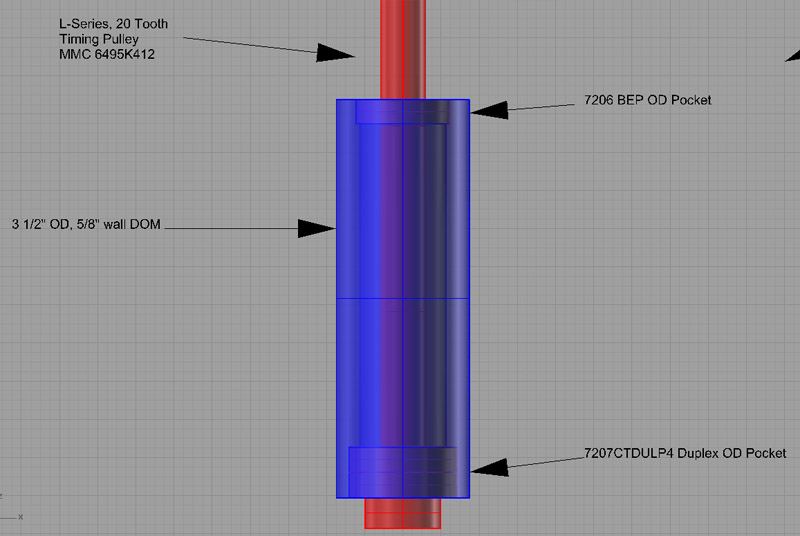 L-Series, 20 Tooth
Timing Pulley
MMC 6495K412
7206 BEP OD Pocket
3 1/2" OD, 5/8" wall DOM
7207CTDULP4 Duplex OD Pocket
x